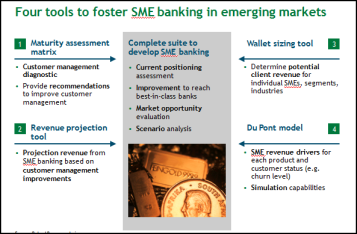 Four tools to foster SME banking in emerging markets
1
Maturity assessment
matrix
• Customer management
diagnostic
• Provide recommendations
to improve customer
management
2
Revenue projection
tool
• Projection revenue from
SME banking based on
customer management
improvements
Complete suite to
develop SME banking
• Current positioning
assessment
• Improvement to reach
best-in-class banks
• Market opportunity
evaluation
• Scenario analysis
Wallet sizing tool
3
• Determine potential
client revenue for
individual SMEs, segments,
industries
Du Pont model
4
• SME revenue drivers for
each product and
customer status (e.g.
churn level)
• Simulation capabilities